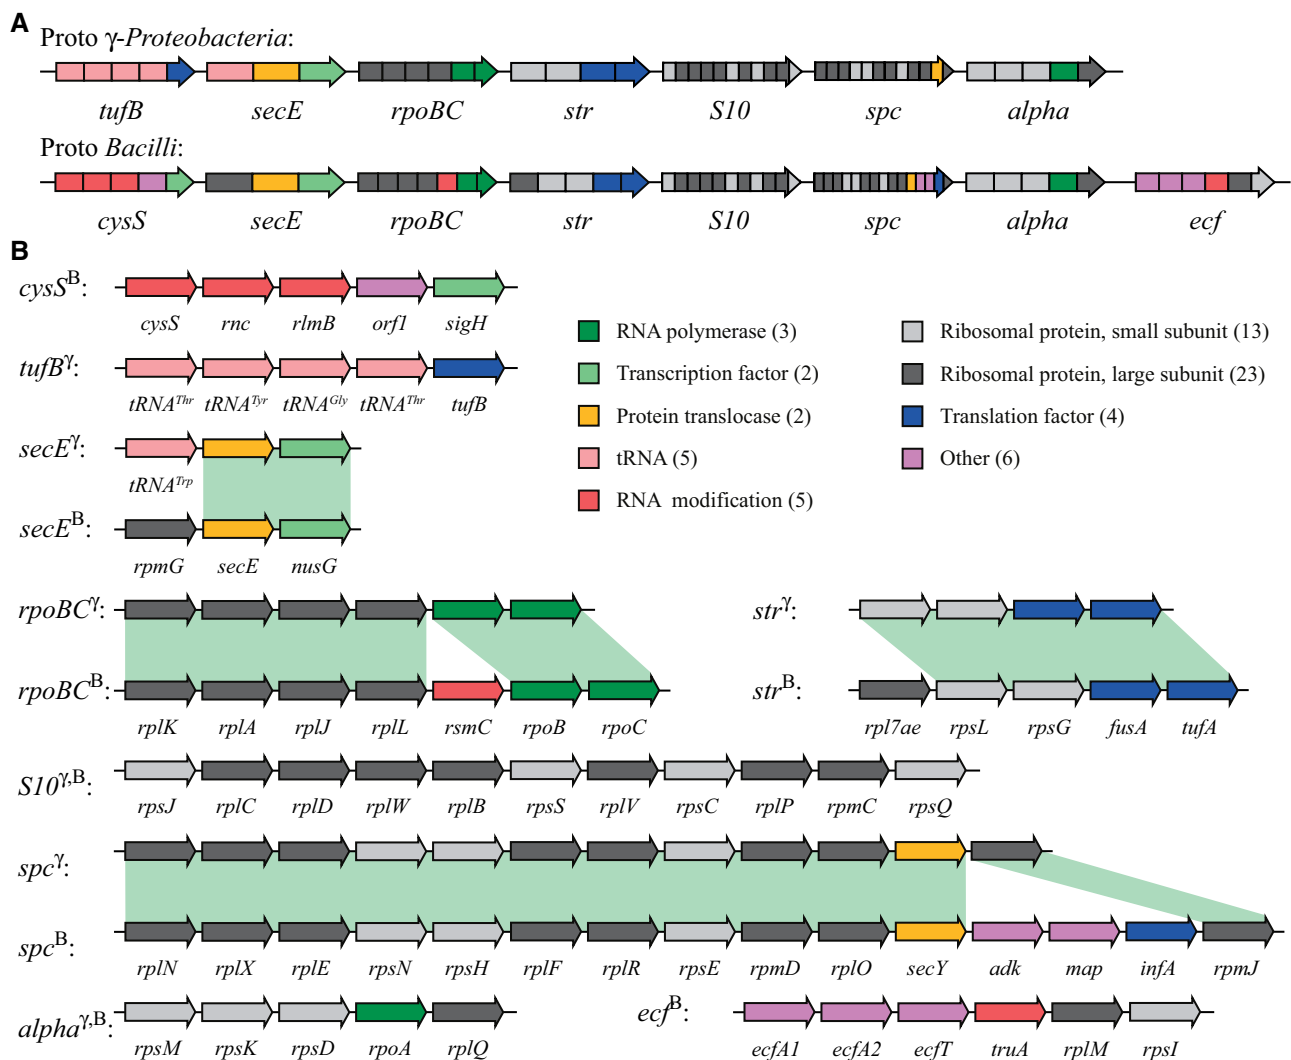 A
Proto γ-Proteobacteria:
tufB secE rpoBC str S10 spc alpha
Proto Bacilli:
cysS secE rpoBC str S10 spc alpha ecf
B
cysS^B:
cysS rnc rlmB orf1 sigH
tufB^γ:
tRNA^Thr tRNA^Tyr tRNA^Gly tRNA^Thr tufB
secE^γ:
tRNA^Trp
secE^B:
rpmG secE nusG
RNA polymerase (3)
Transcription factor (2)
Protein translocase (2)
tRNA (5)
RNA modification (5)
Ribosomal protein, small subunit (13)
Ribosomal protein, large subunit (23)
Translation factor (4)
Other (6)
rpoBC^γ:
rpoBC^B:
rplK rplA rplJ rplL rsmC rpoB rpoC
str^γ:
str^B:
rpl7ae rpsL rpsG fusA tufA
S10^γ,B:
rpsJ rplC rplD rplW rplB rpsS rplV rpsC rplP rpmC rpsQ
spc^γ:
spc^B:
rplN rplX rplE rpsN rpsH rplF rplR rpsE rpmD rplO secY adk map infA rpmJ
alpha^γ,B:
rpsM rpsK rpsD rpoA rplQ
ecf^B:
ecfA1 ecfA2 ecfT truA rplM rpsI